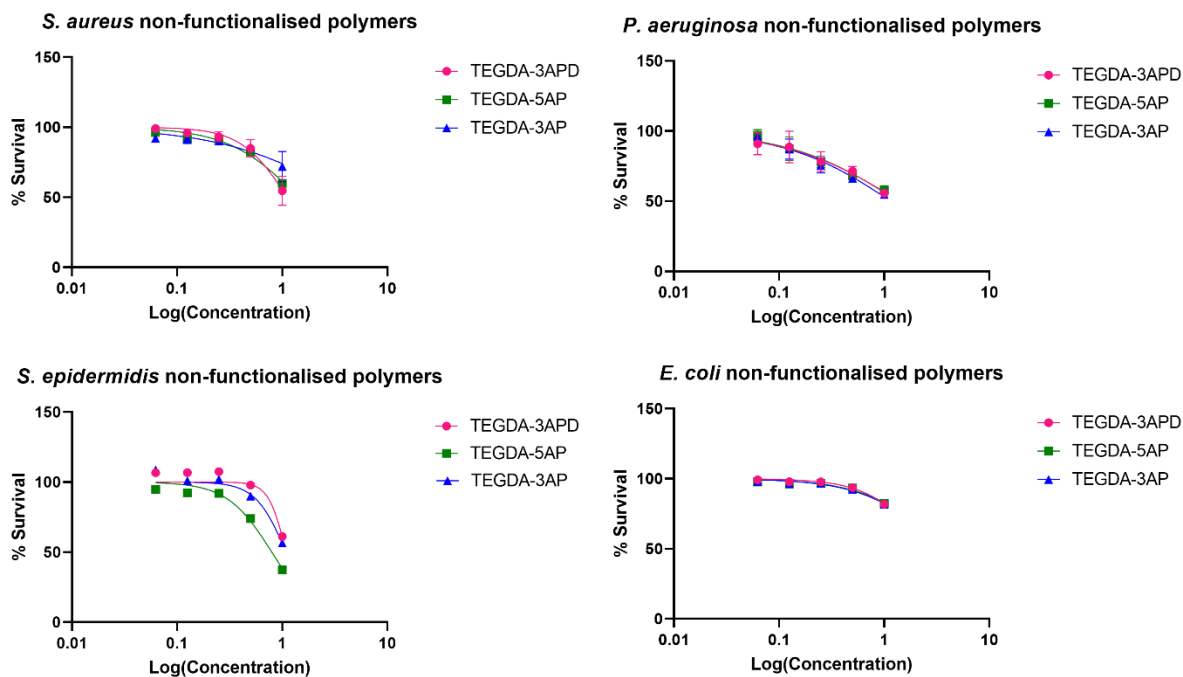 S. aureus non-functionalised polymers
150
100
50
0
% Survival
0.01
0.1
1
10
Log(Concentration)
TEGDA-3APD
TEGDA-5AP
TEGDA-3AP
P. aeruginosa non-functionalised polymers
150
100
50
0
% Survival
0.01
0.1
1
10
Log(Concentration)
TEGDA-3APD
TEGDA-5AP
TEGDA-3AP
S. epidermidis non-functionalised polymers
150
100
50
0
% Survival
0.01
0.1
1
10
Log(Concentration)
TEGDA-3APD
TEGDA-5AP
TEGDA-3AP
E. coli non-functionalised polymers
150
100
50
0
% Survival
0.01
0.1
1
10
Log(Concentration)
TEGDA-3APD
TEGDA-5AP
TEGDA-3AP